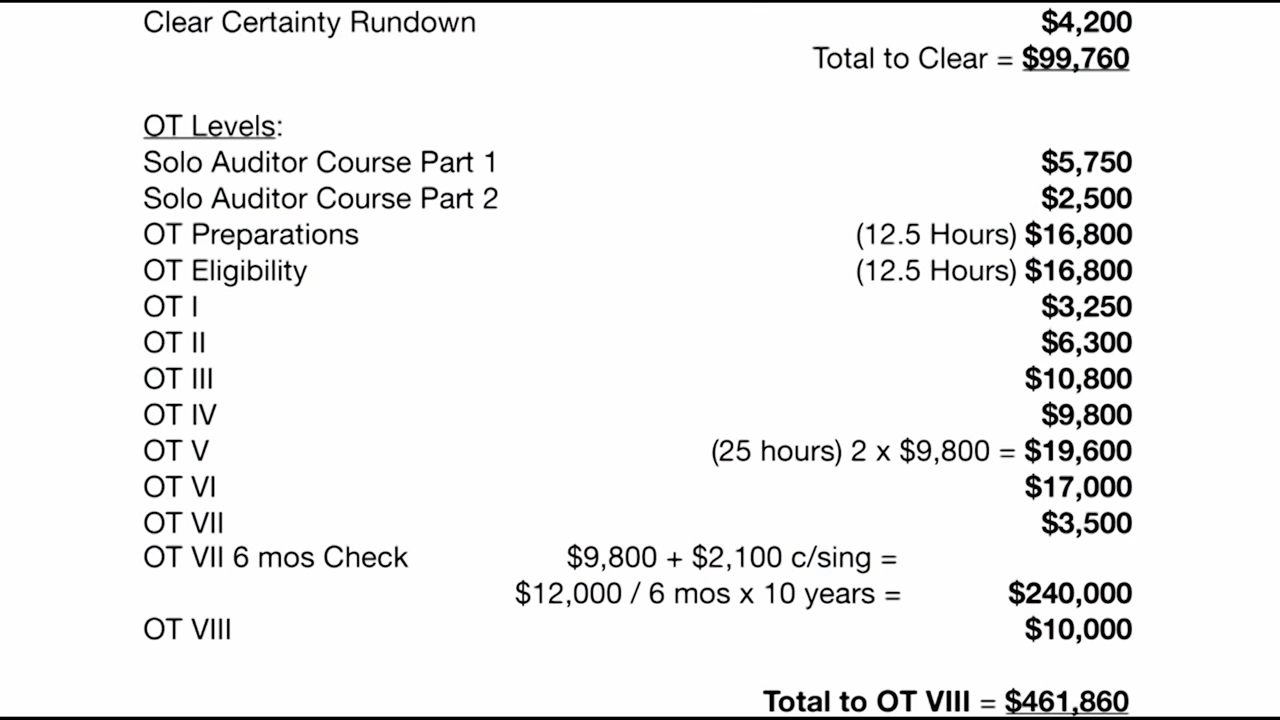 Clear Certainty Rundown $4,200
Total to Clear = $99,760
OT Levels:
Solo Auditor Course Part 1 $5,750
Solo Auditor Course Part 2 $2,500
OT Preparations (12.5 Hours) $16,800
OT Eligibility (12.5 Hours) $16,800
OT I $3,250
OT II $6,300
OT III $10,800
OT IV $9,800
OT V (25 hours) 2 x $9,800 = $19,600
OT VI $17,000
OT VII $3,500
OT VII 6 mos Check $9,800 + $2,100 c/sing =
$12,000 / 6 mos x 10 years = $240,000
OT VIII $10,000
Total to OT VIII = $461,860